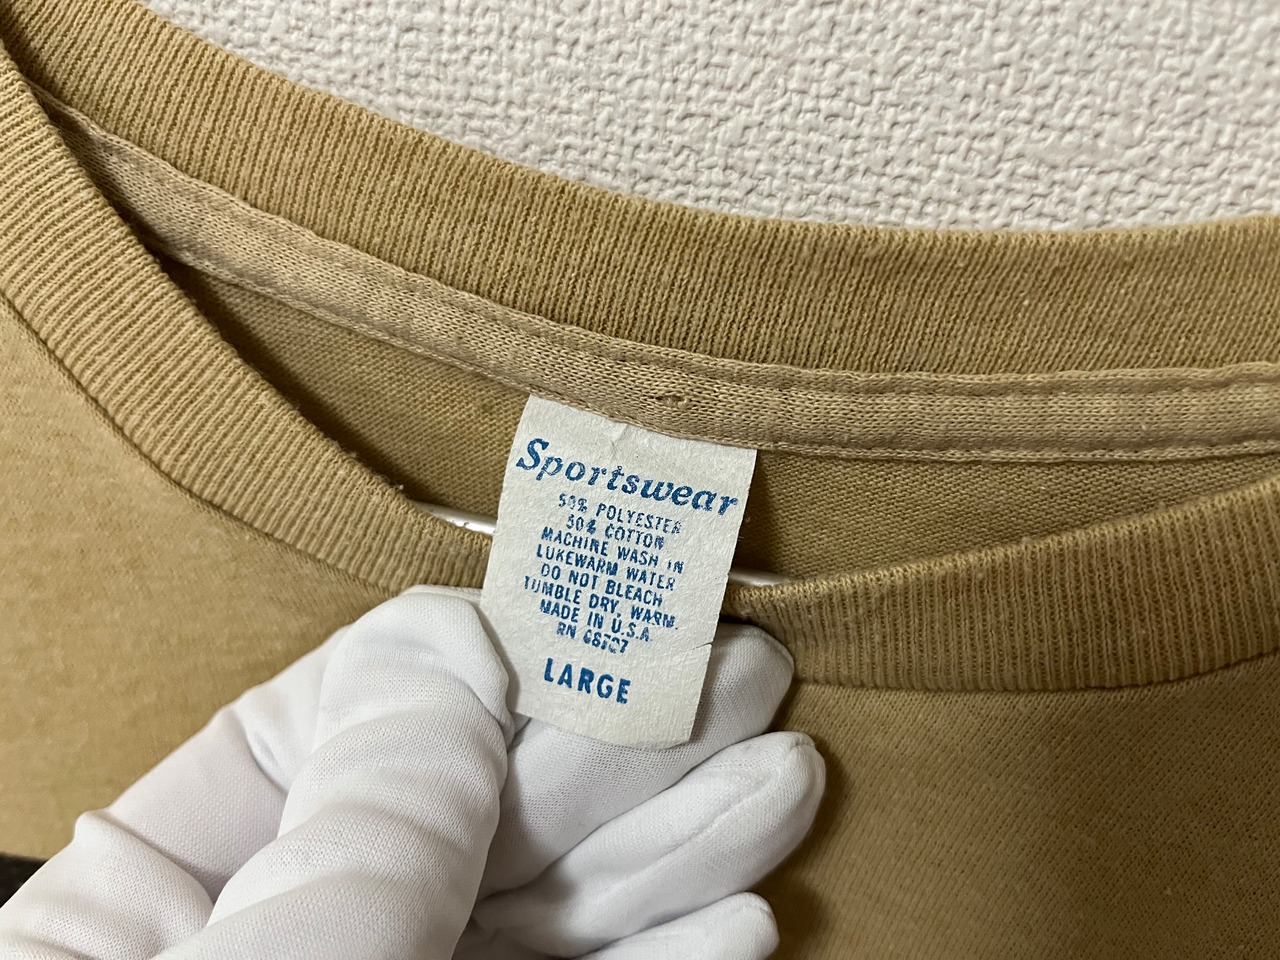 Sportswear
50% POLYESTER
50% COTTON
MACHINE WASH IN
LUKEWARM WATER
DO NOT BLEACH
TUMBLE DRY, WARM.
MADE IN U.S.A
RN
LARGE